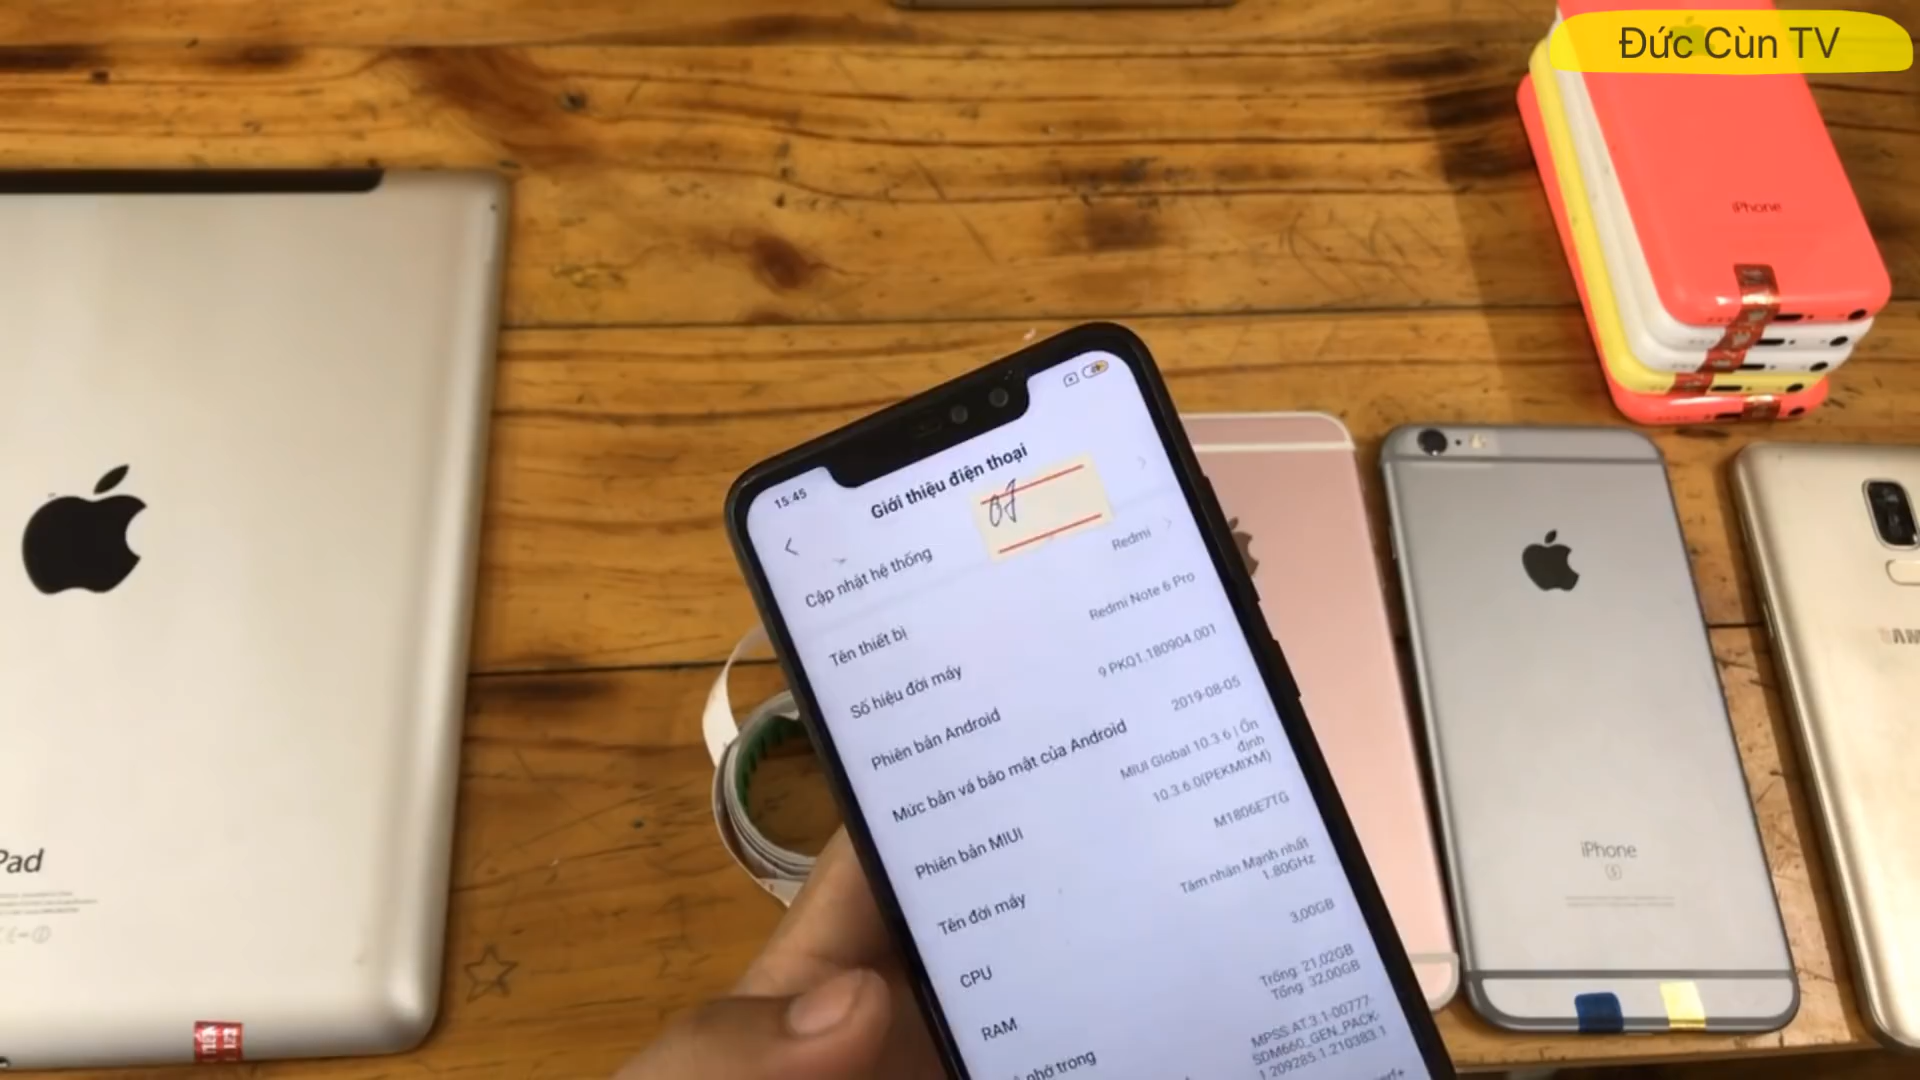 Đức Cùn TV
iPhone
15:45
Giới thiệu điện thoại
Cập nhật hệ thống
Tên thiết bị
Redmi
Số hiệu đời máy
Redmi Note 6 Pro
Phiên bản Android
9 PKQ1.180904.001
Mức bản vá bảo mật của Android
2019-08-05
Phiên bản MIUI
MIUI Global 10.3.6 | Ổn
định
10.3.6.0(PEKMIXM)
Tên đời máy
M1806E7TG
CPU
Tám nhân Mạnh nhất
1.80GHz
RAM
3,00GB
nhớ trong
Trống: 21,02GB
Tổng: 32,00GB
MPSS.AT.3.1-00777-
SDM660_GEN_PACK-
1.209285.1.210383.1
Pad
iPhone
S